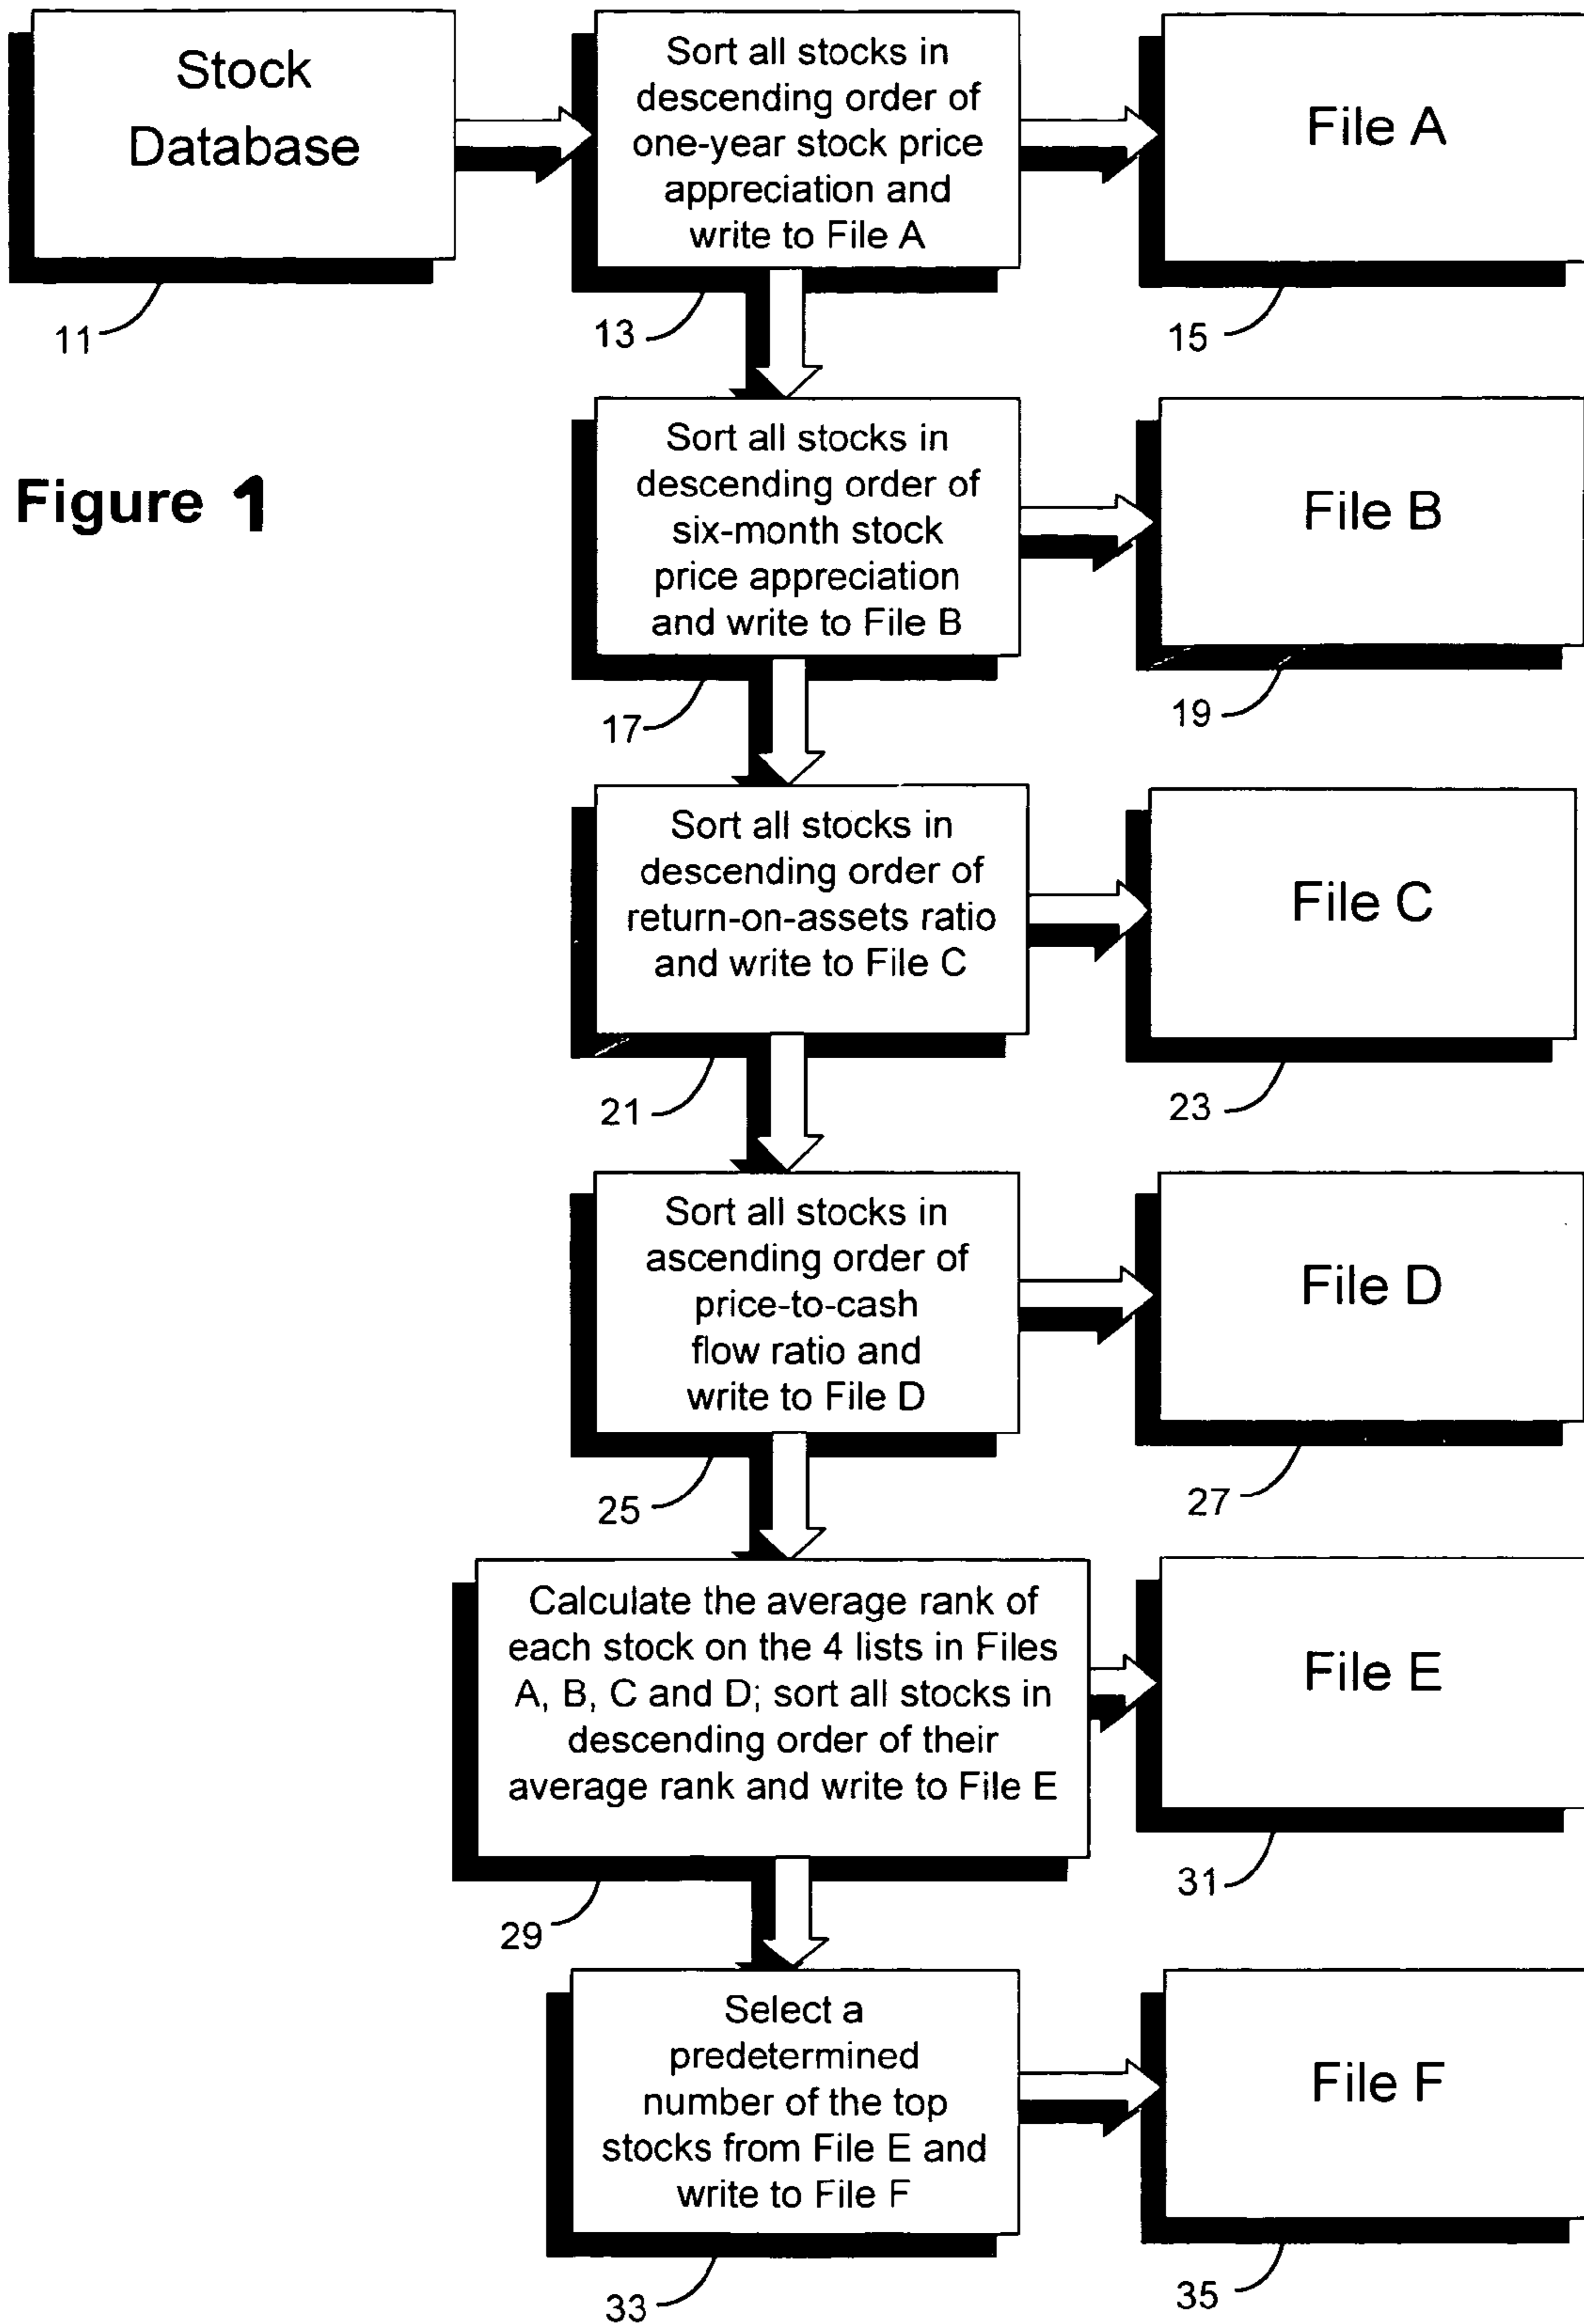 Stock
Database
Sort all stocks in
descending order of
one-year stock price
appreciation and
write to File A
File A
11
13
15
Figure 1
Sort all stocks in
descending order of
six-month stock
price appreciation
and write to File B
File B
17
19
Sort all stocks in
descending order of
return-on-assets ratio
and write to File C
File C
21
23
Sort all stocks in
ascending order of
price-to-cash
flow ratio and
write to File D
File D
25
27
Calculate the average rank of
each stock on the 4 lists in Files
A, B, C and D; sort all stocks in
descending order of their
average rank and write to File E
File E
29
31
Select a
predetermined
number of the top
stocks from File E and
write to File F
File F
33
35